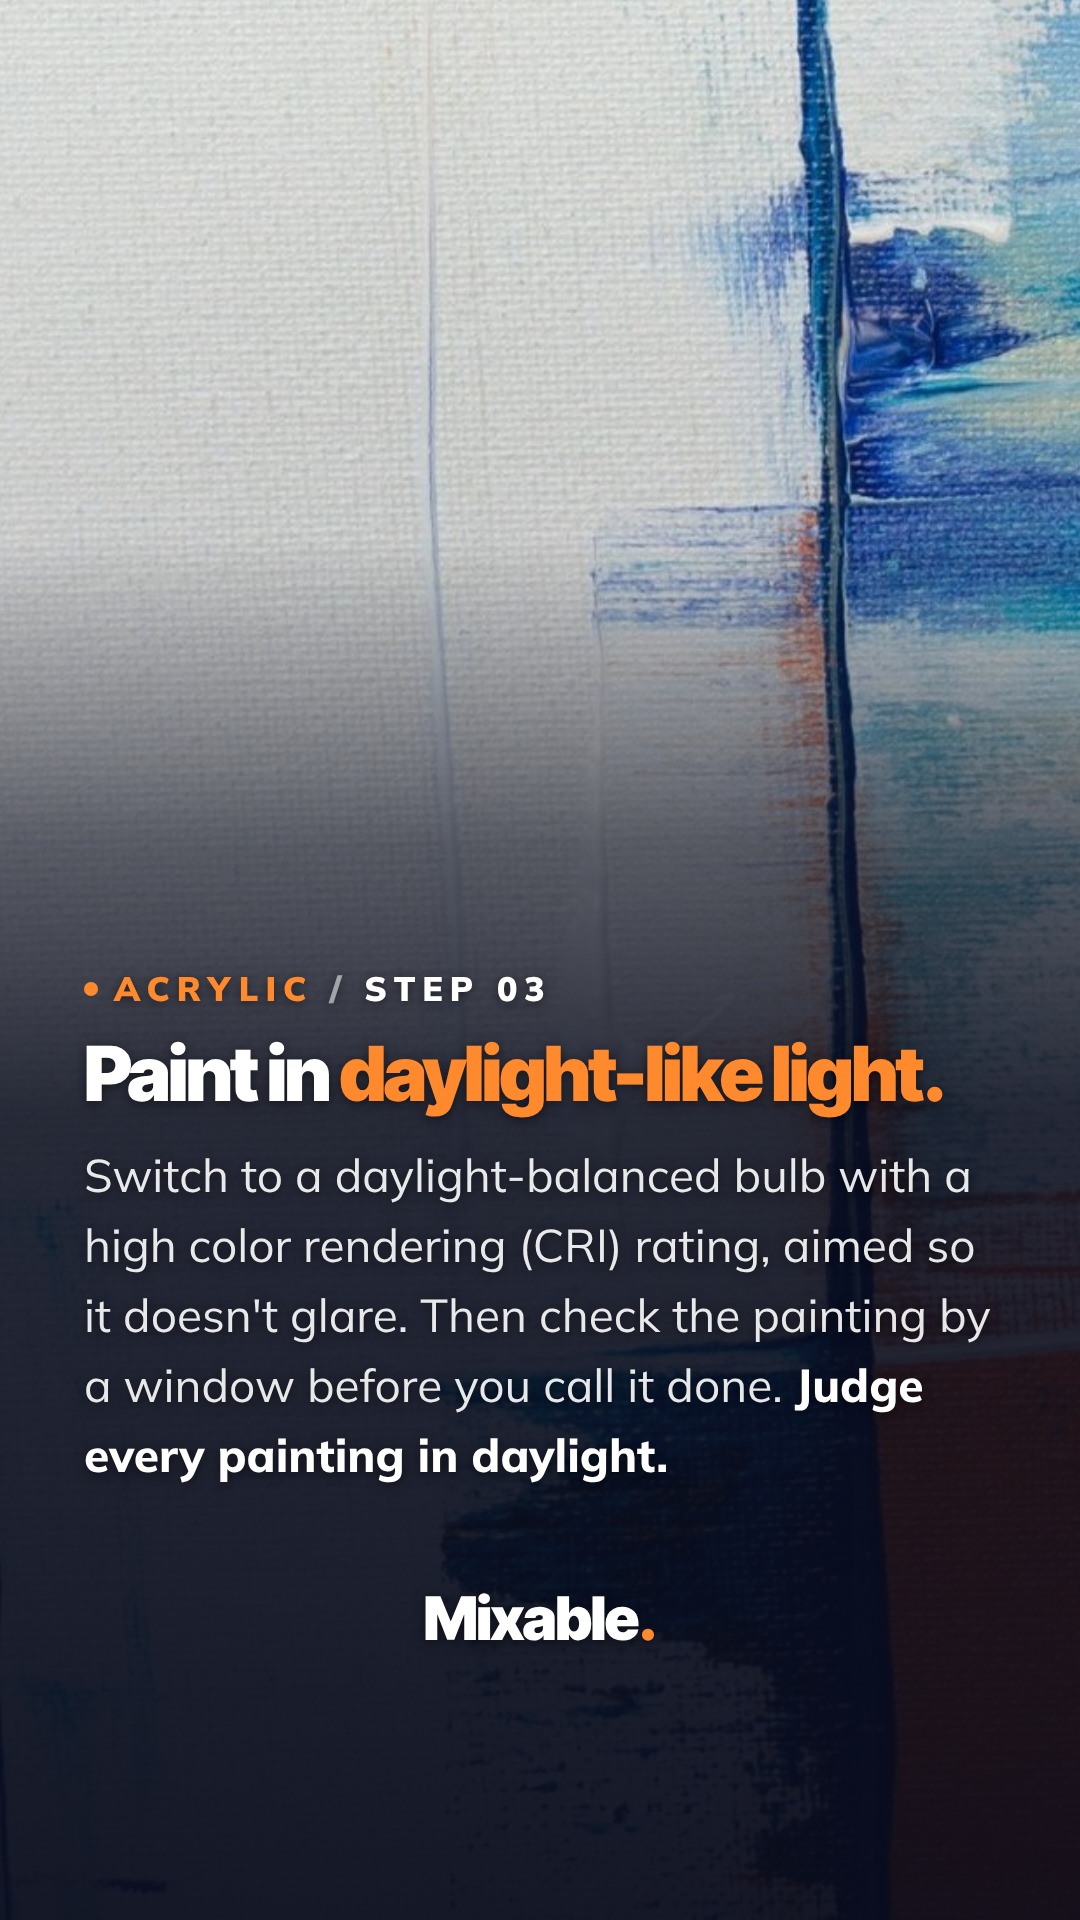 • ACRYLIC / STEP 03
Paint in daylight-like light.
Switch to a daylight-balanced bulb with a
high color rendering (CRI) rating, aimed so
it doesn't glare. Then check the painting by
a window before you call it done. Judge
every painting in daylight.
Mixable.